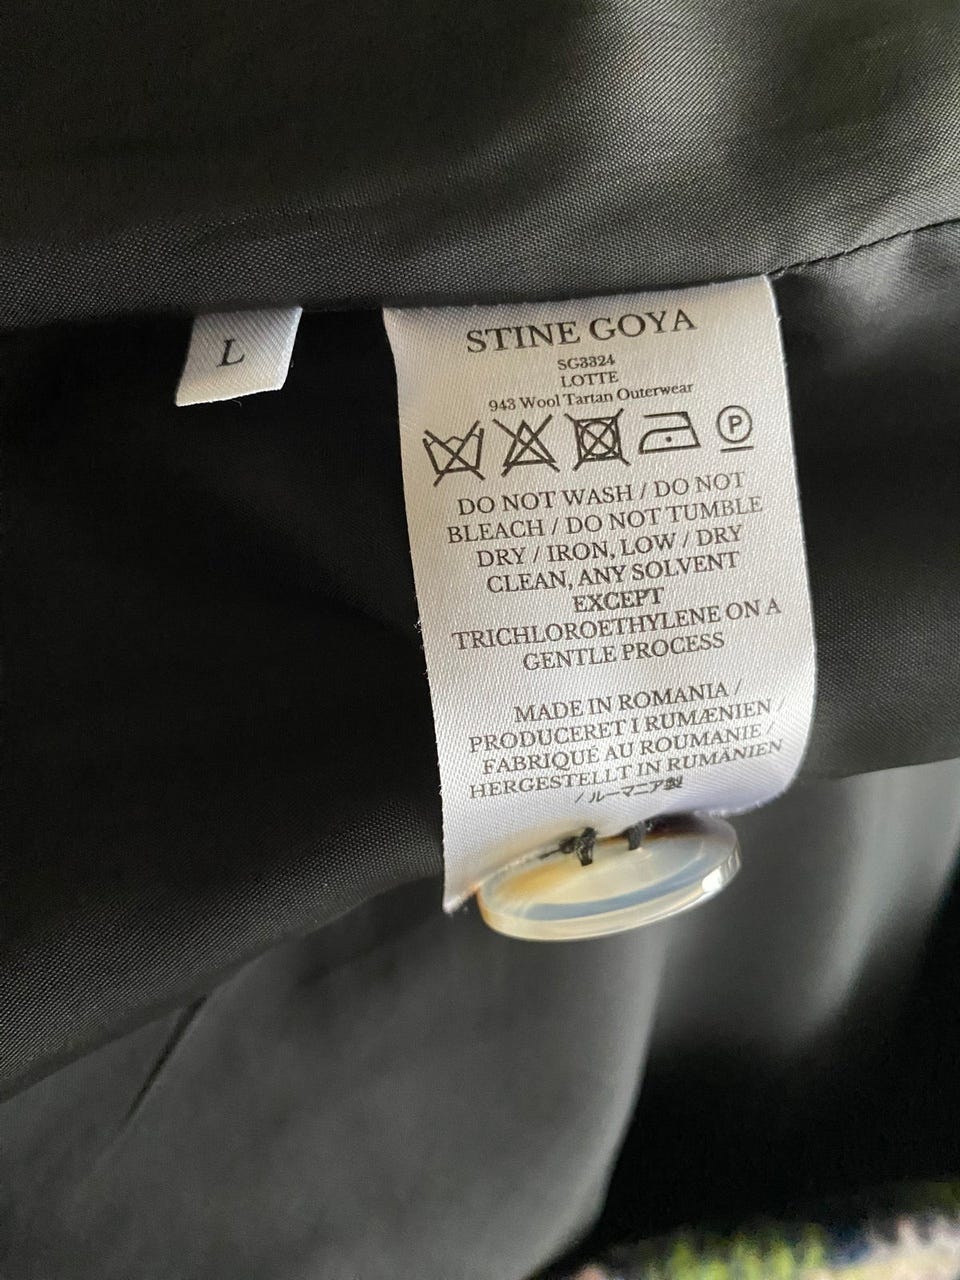 L
STINE GOYA
SG3324
LOTTE
943 Wool Tartan Outerwear
P
DO NOT WASH / DO NOT
BLEACH / DO NOT TUMBLE
DRY / IRON, LOW / DRY
CLEAN, ANY SOLVENT
EXCEPT
TRICHLOROETHYLENE ON A
GENTLE PROCESS
MADE IN ROMANIA /
PRODUCERET I RUMÆNIEN /
FABRIQUÉ AU ROUMANIE /
HERGESTELLT IN RUMÄNIEN
/ ルーマニア製